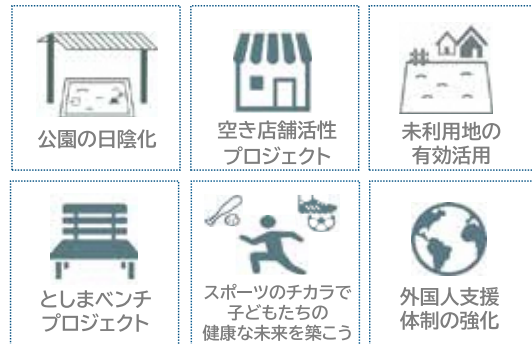 公園の日陰化
空き店舗活性
プロジェクト
未利用地の
有効活用
としまベンチ
プロジェクト
スポーツのチカラで
子どもたちの
健康な未来を築こう
外国人支援
体制の強化